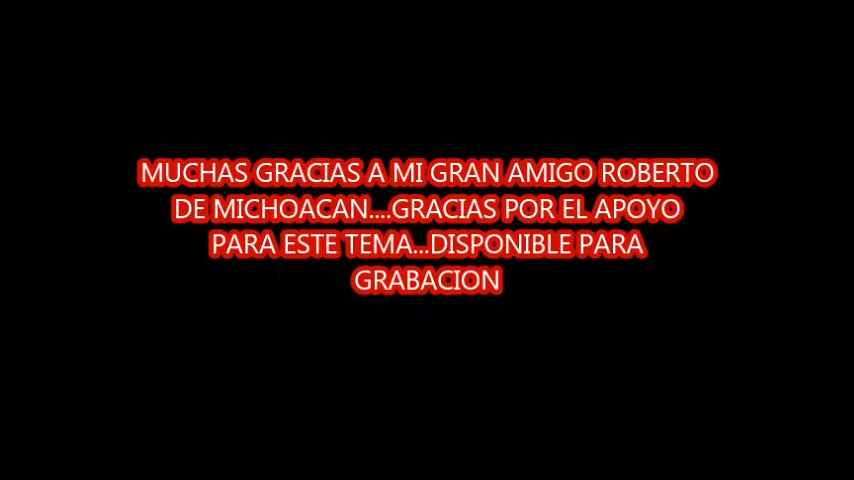 MUCHAS GRACIAS A MI GRAN AMIGO ROBERTO
DE MICHOACAN....GRACIAS POR EL APOYO
PARA ESTE TEMA...DISPONIBLE PARA
GRABACION